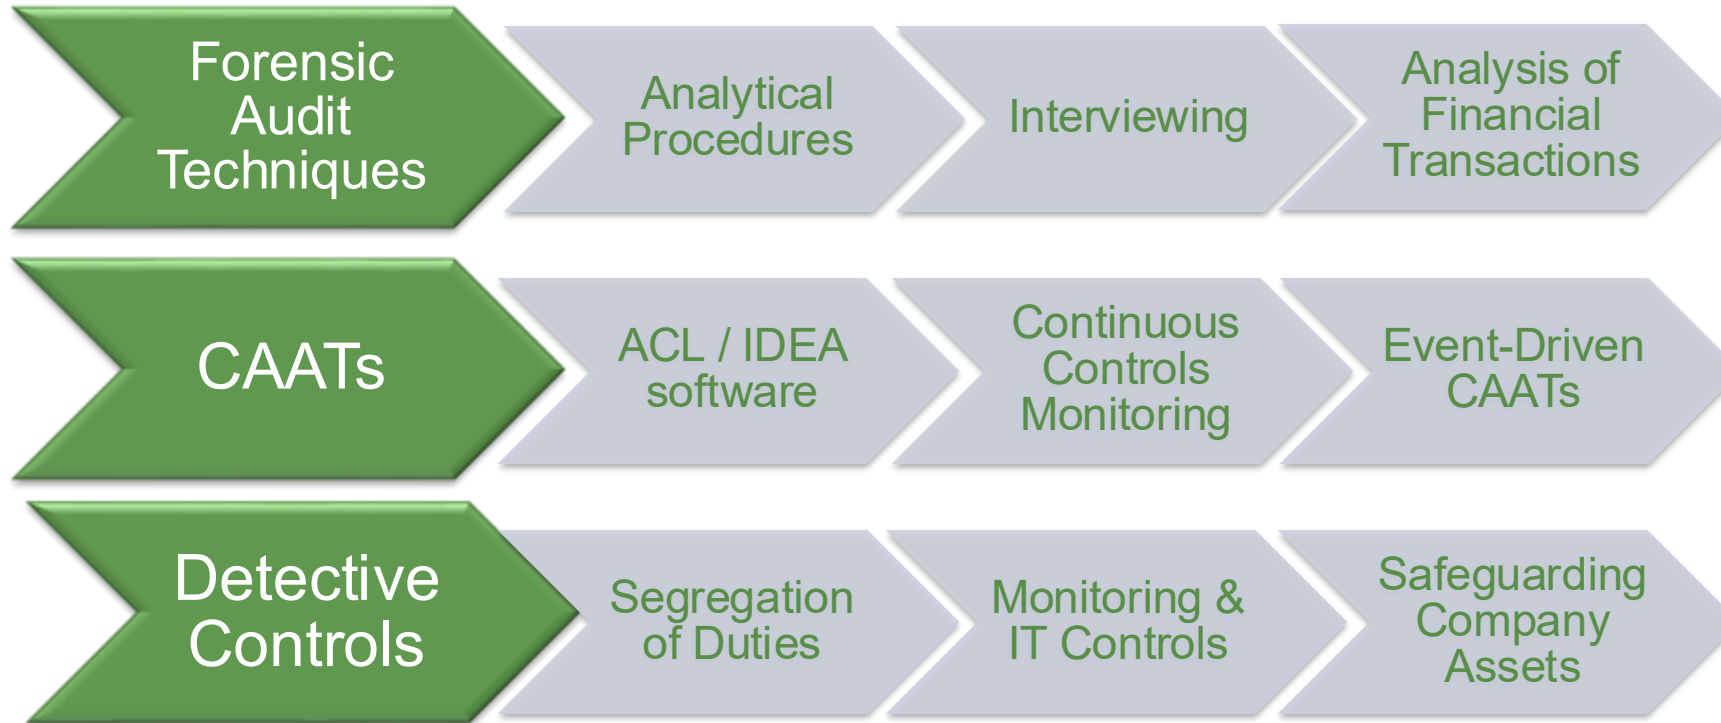 Forensic
Audit
Techniques
Analytical
Procedures
Interviewing
Analysis of
Financial
Transactions
CAATs
ACL / IDEA
software
Continuous
Controls
Monitoring
Event-Driven
CAATs
Detective
Controls
Segregation
of Duties
Monitoring &
IT Controls
Safeguarding
Company
Assets